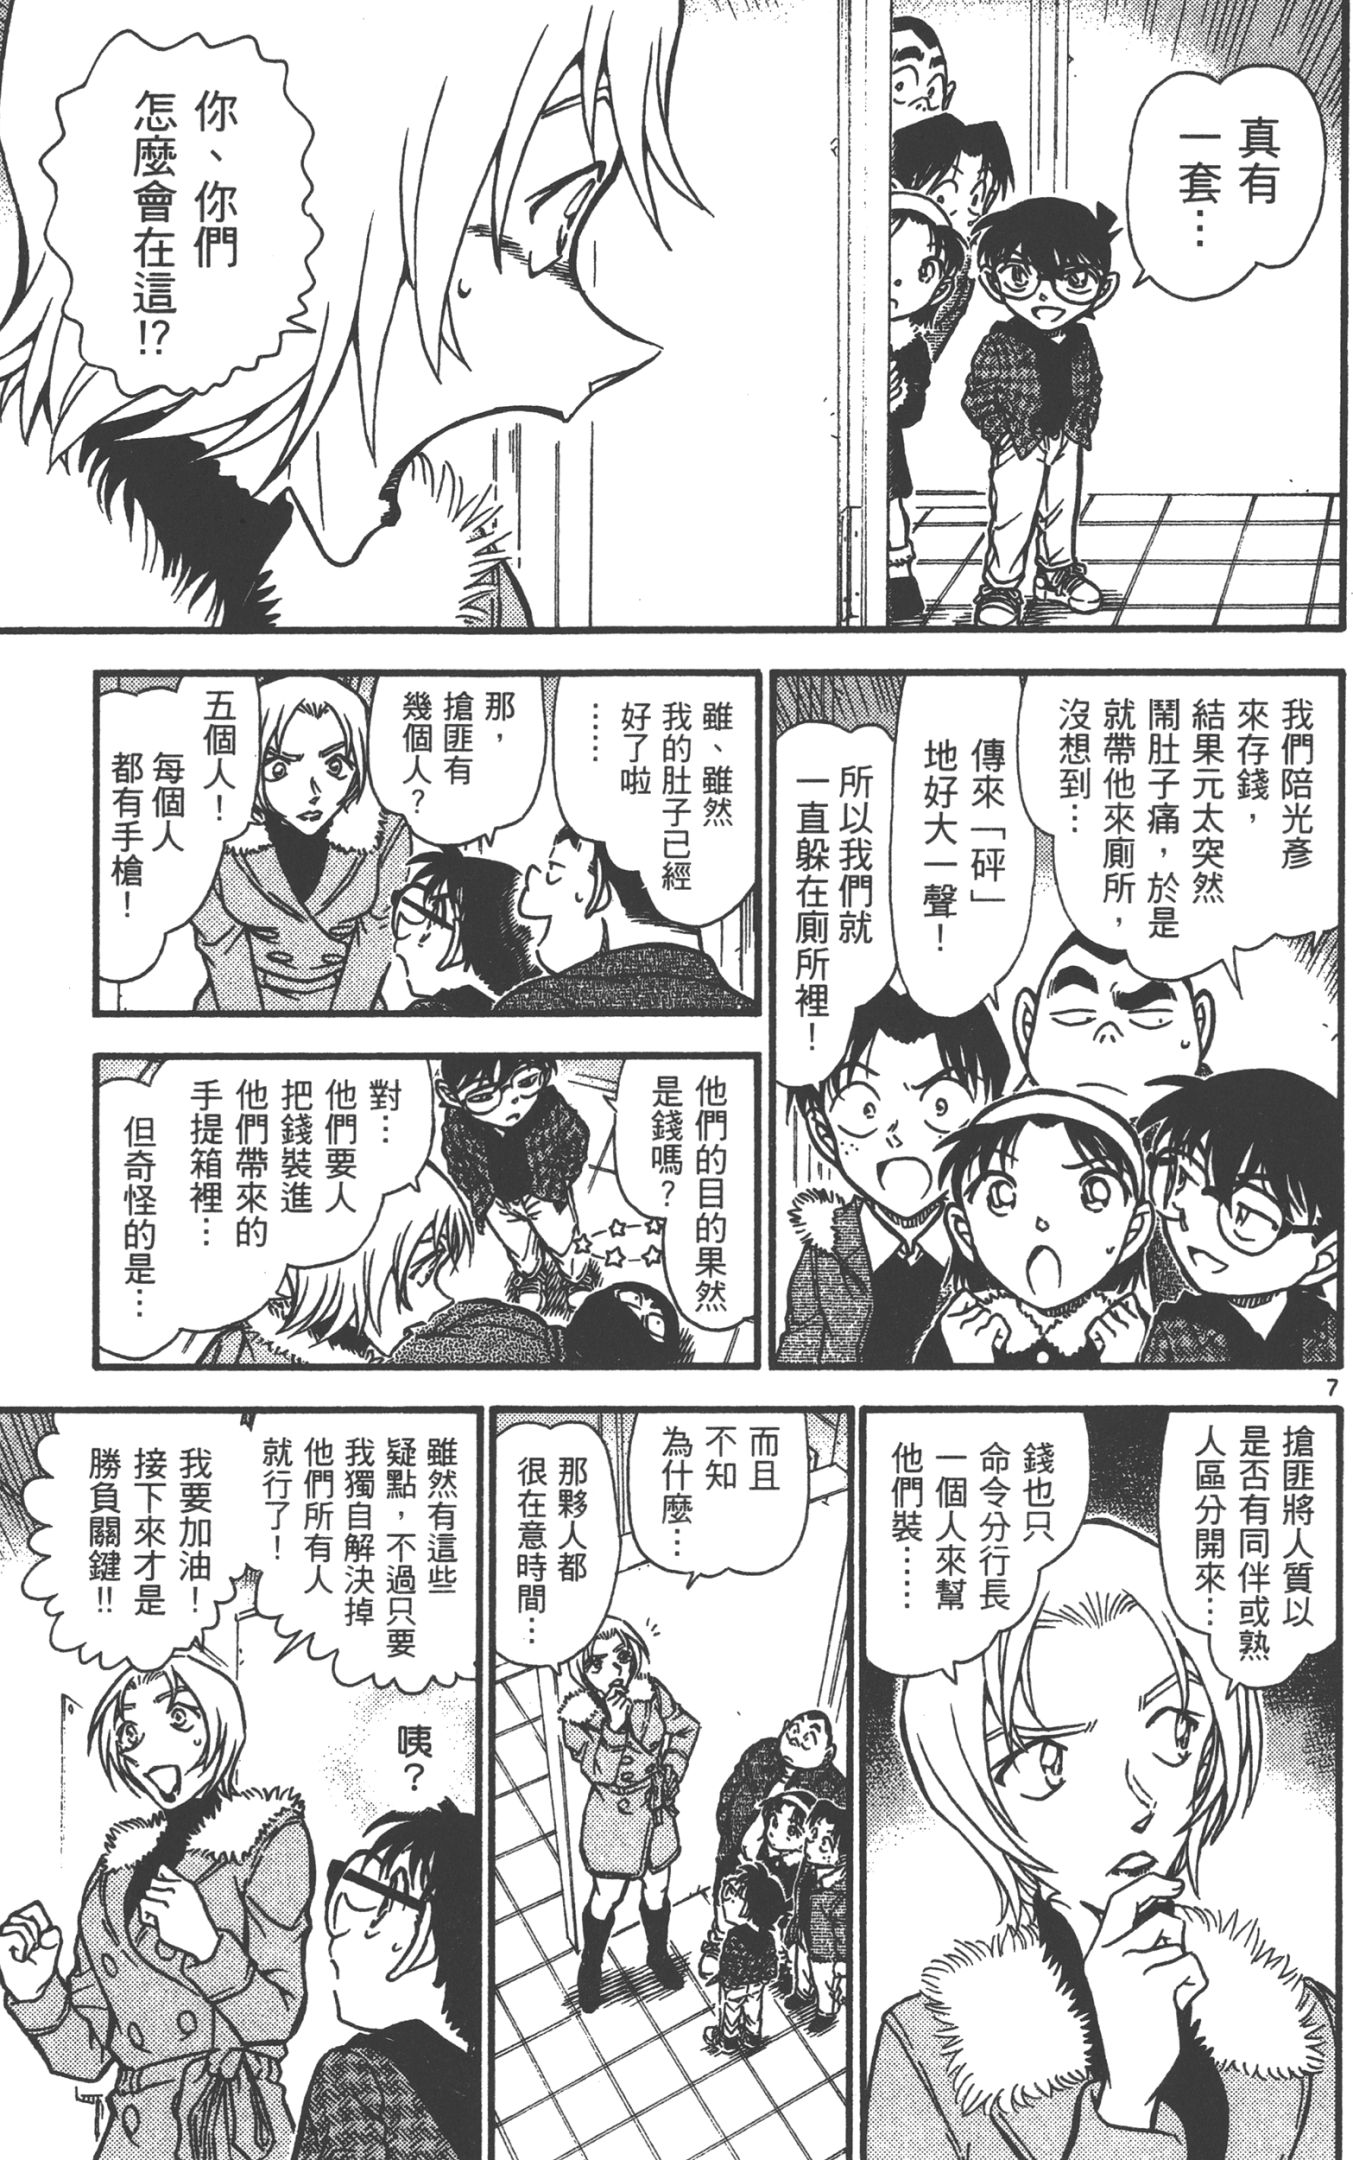 真有
一套…
你、你們
怎麼會在這!?
我們陪光彥
來存錢，
結果元太突然
鬧肚子痛，於是
就帶他來廁所，
沒想到…
傳來「砰」
地好大一聲！
所以我們就
一直躲在廁所裡！
雖、雖然
我的肚子已經
好了啦
……
那，
搶匪有
幾個人？
五個人！
每個人
都有手槍！
他們的目的果然
是錢嗎？
對…
他們要人
把錢裝進
他們帶來的
手提箱裡…
但奇怪的是…
7
搶匪將人質以
是否有同伴或熟
人區分開來…
錢也只
命令分行長
一個人來幫
他們裝……
而且
不知
為什麼…
那夥人都
很在意時間…
雖然有這些
疑點，不過只要
我獨自解決掉
他們所有人
就行了！
我要加油！
接下來才是
勝負關鍵!!
咦？